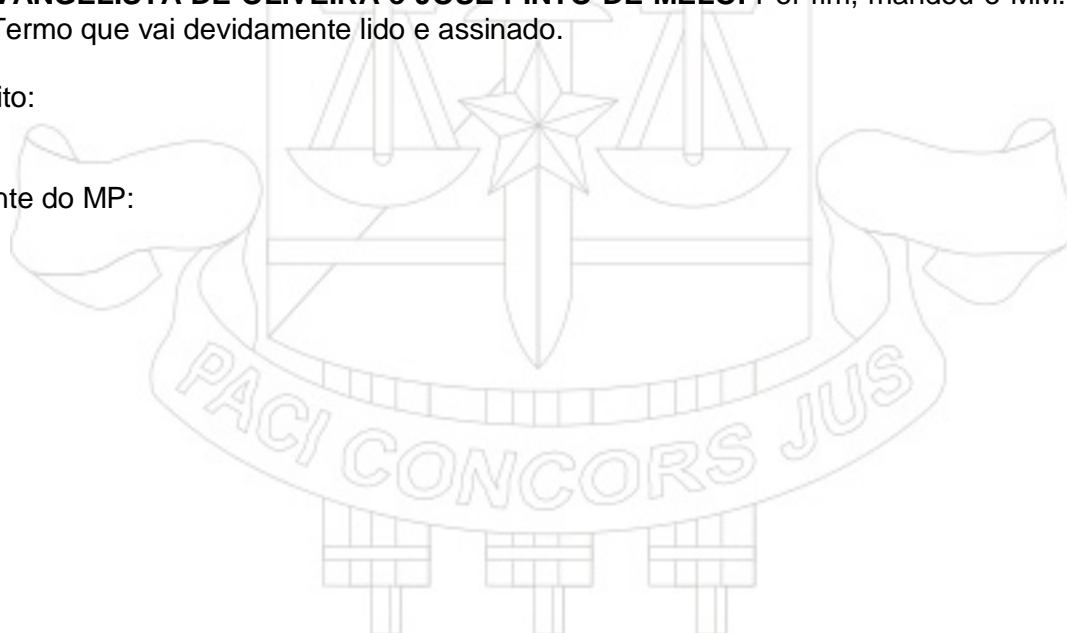 VANGELISTA DE OLIVEIRA e JOSÉ PINTO DE MELO. Por fim, mandou o MM.
Termo que vai devidamente lido e assinado.
ito:
nte do MP:
PACI CONCORS JUS